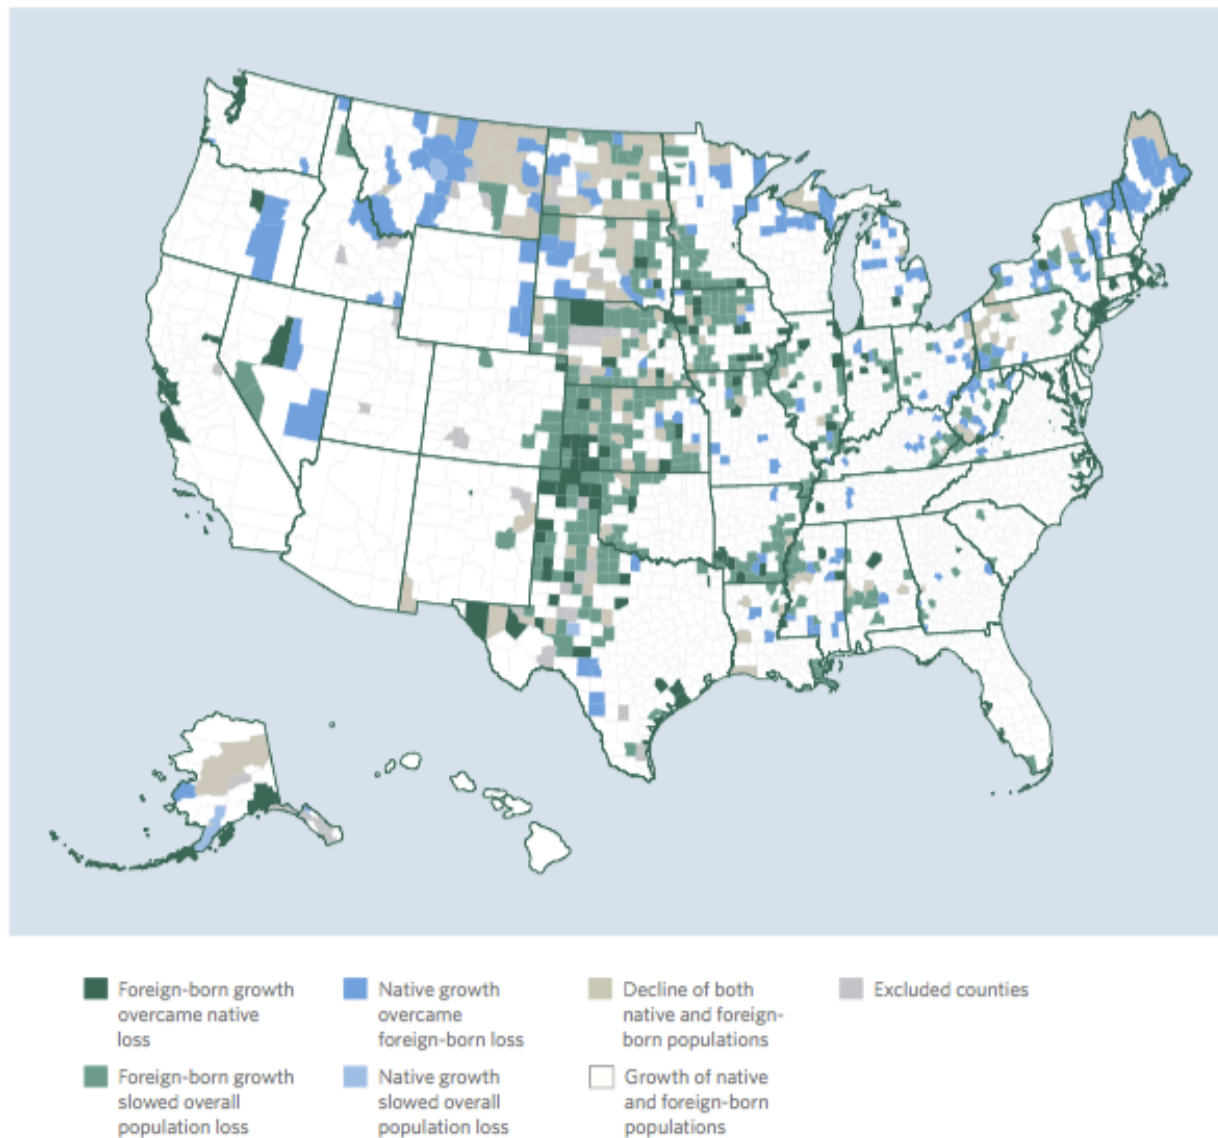 Foreign-born growth
overcame native
loss
Native growth
overcame
foreign-born loss
Decline of both
native and foreign-
born populations
Excluded counties
Foreign-born growth
slowed overall
population loss
Native growth
slowed overall
population loss
Growth of native
and foreign-born
populations